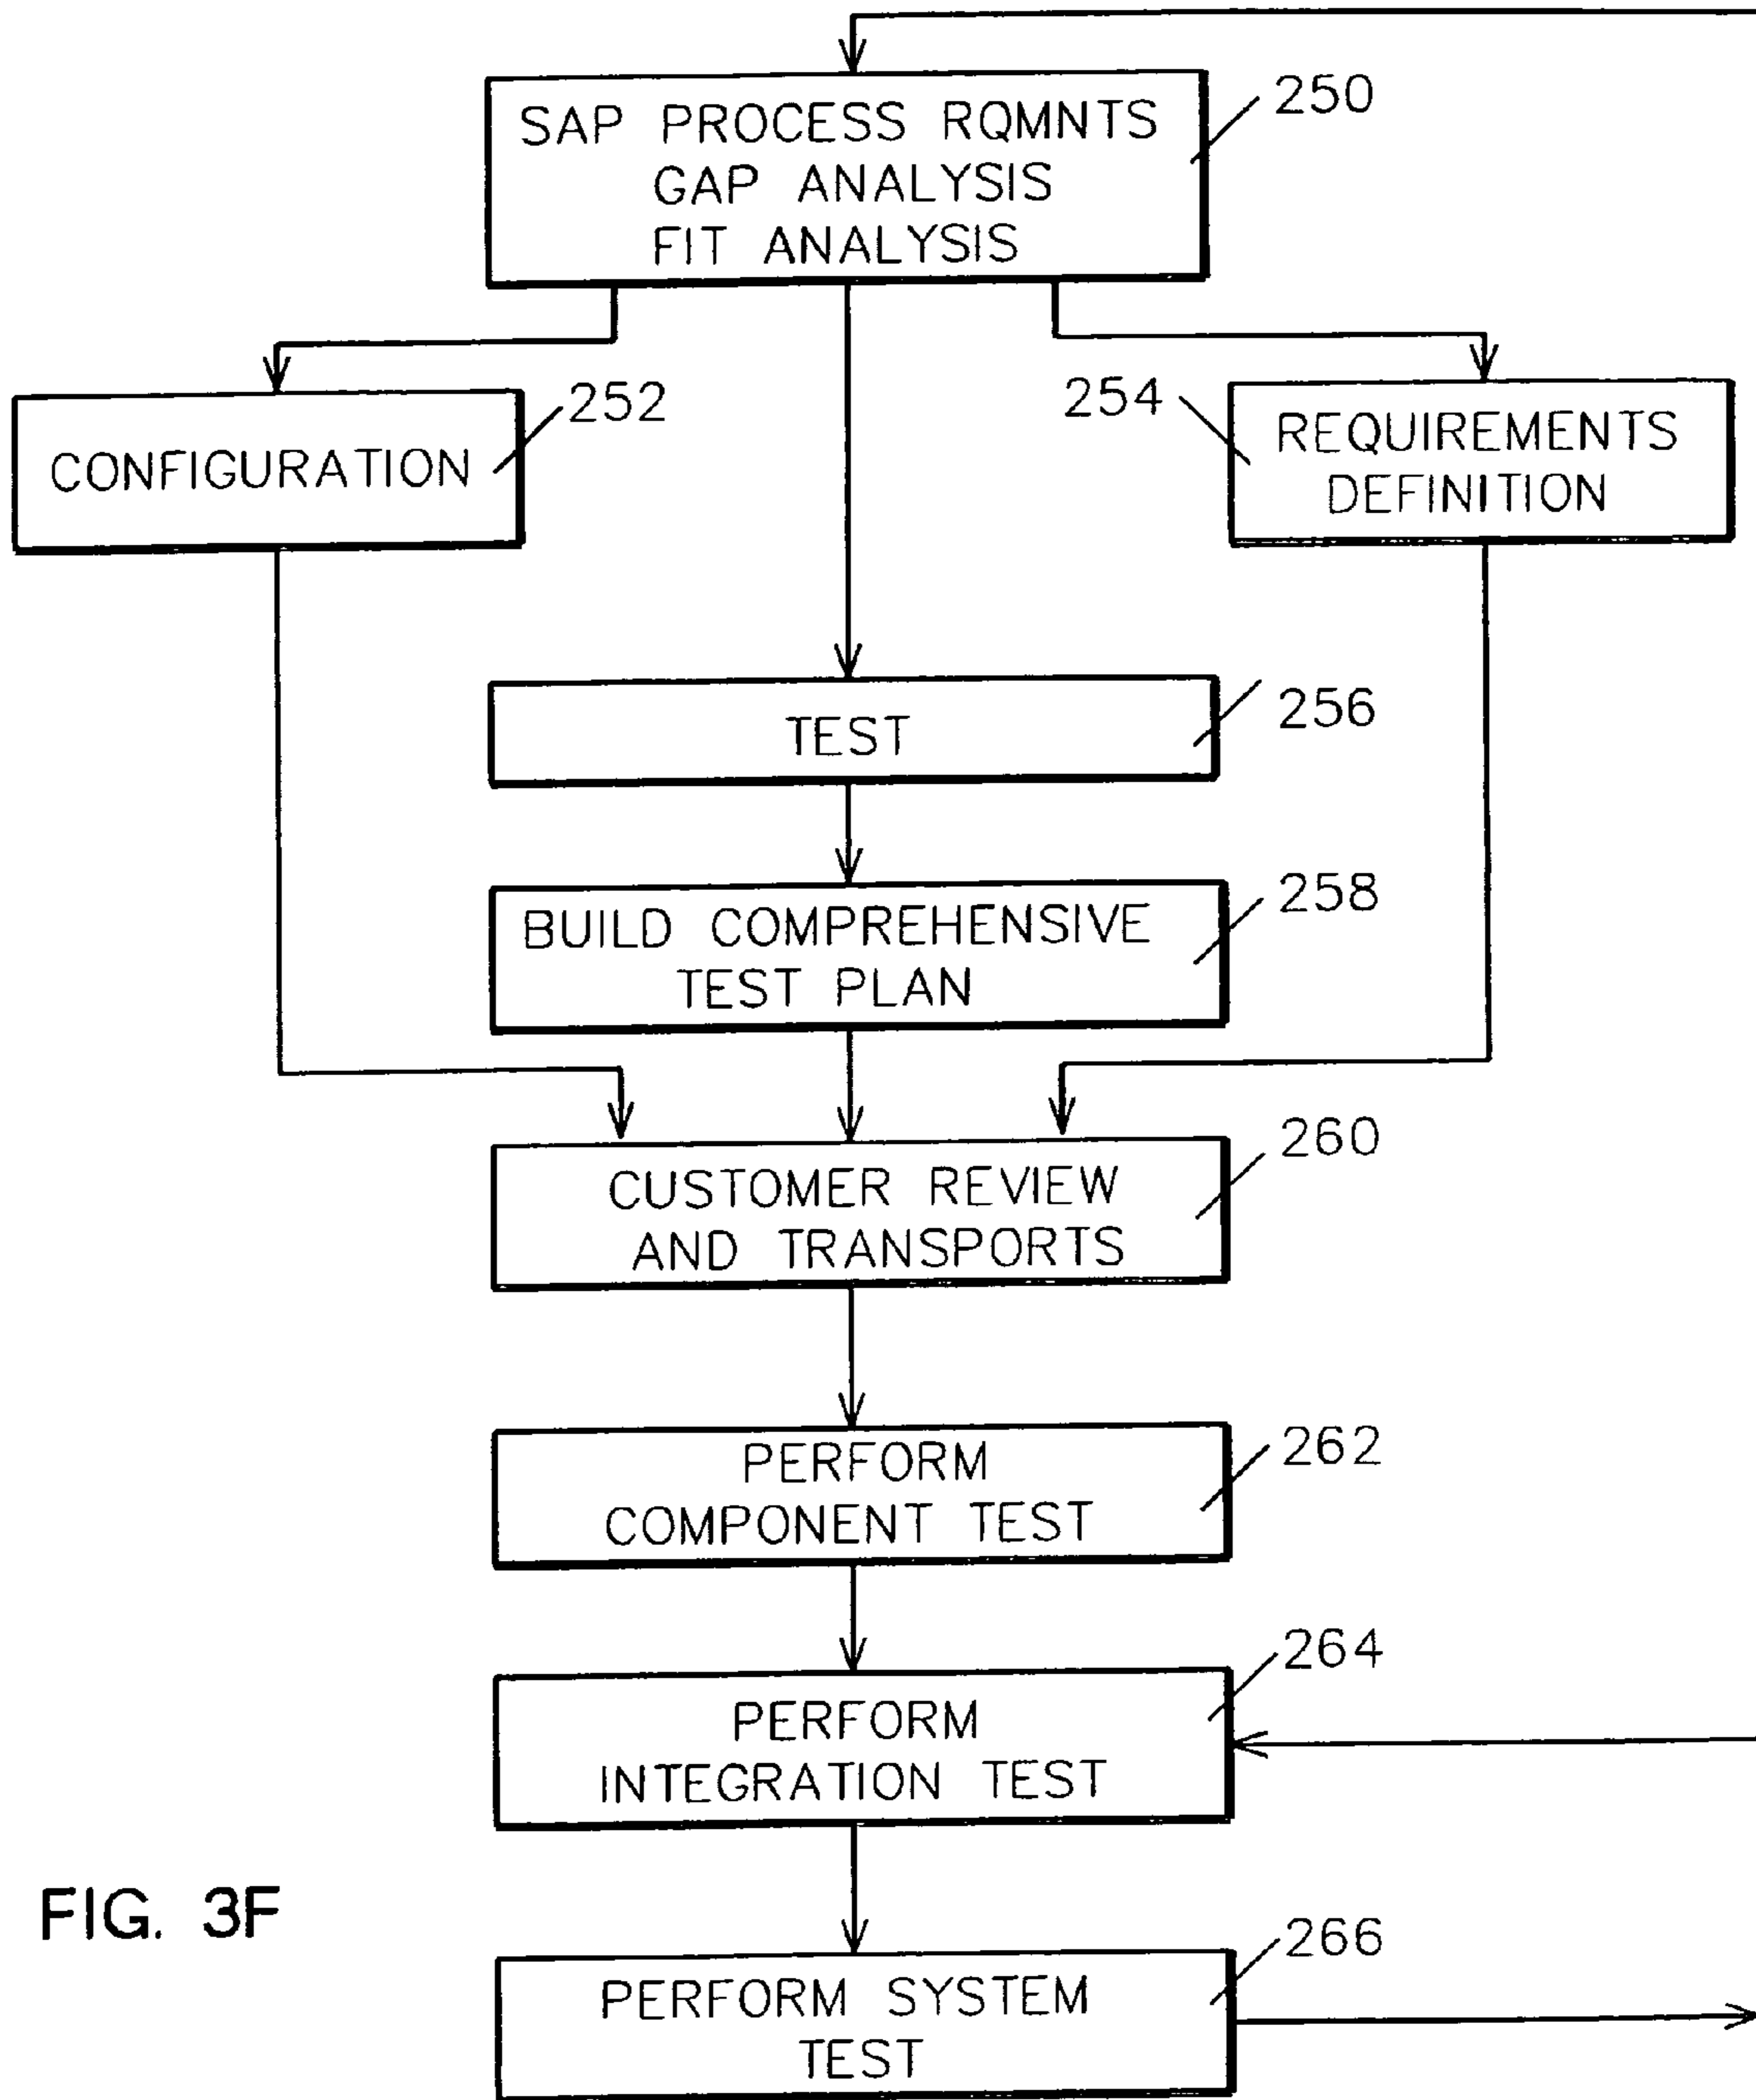 250
SAP PROCESS RQMNTS
GAP ANALYSIS
FIT ANALYSIS
252
CONFIGURATION
254
REQUIREMENTS
DEFINITION
256
TEST
258
BUILD COMPREHENSIVE
TEST PLAN
260
CUSTOMER REVIEW
AND TRANSPORTS
262
PERFORM
COMPONENT TEST
264
PERFORM
INTEGRATION TEST
FIG. 3F
266
PERFORM SYSTEM
TEST